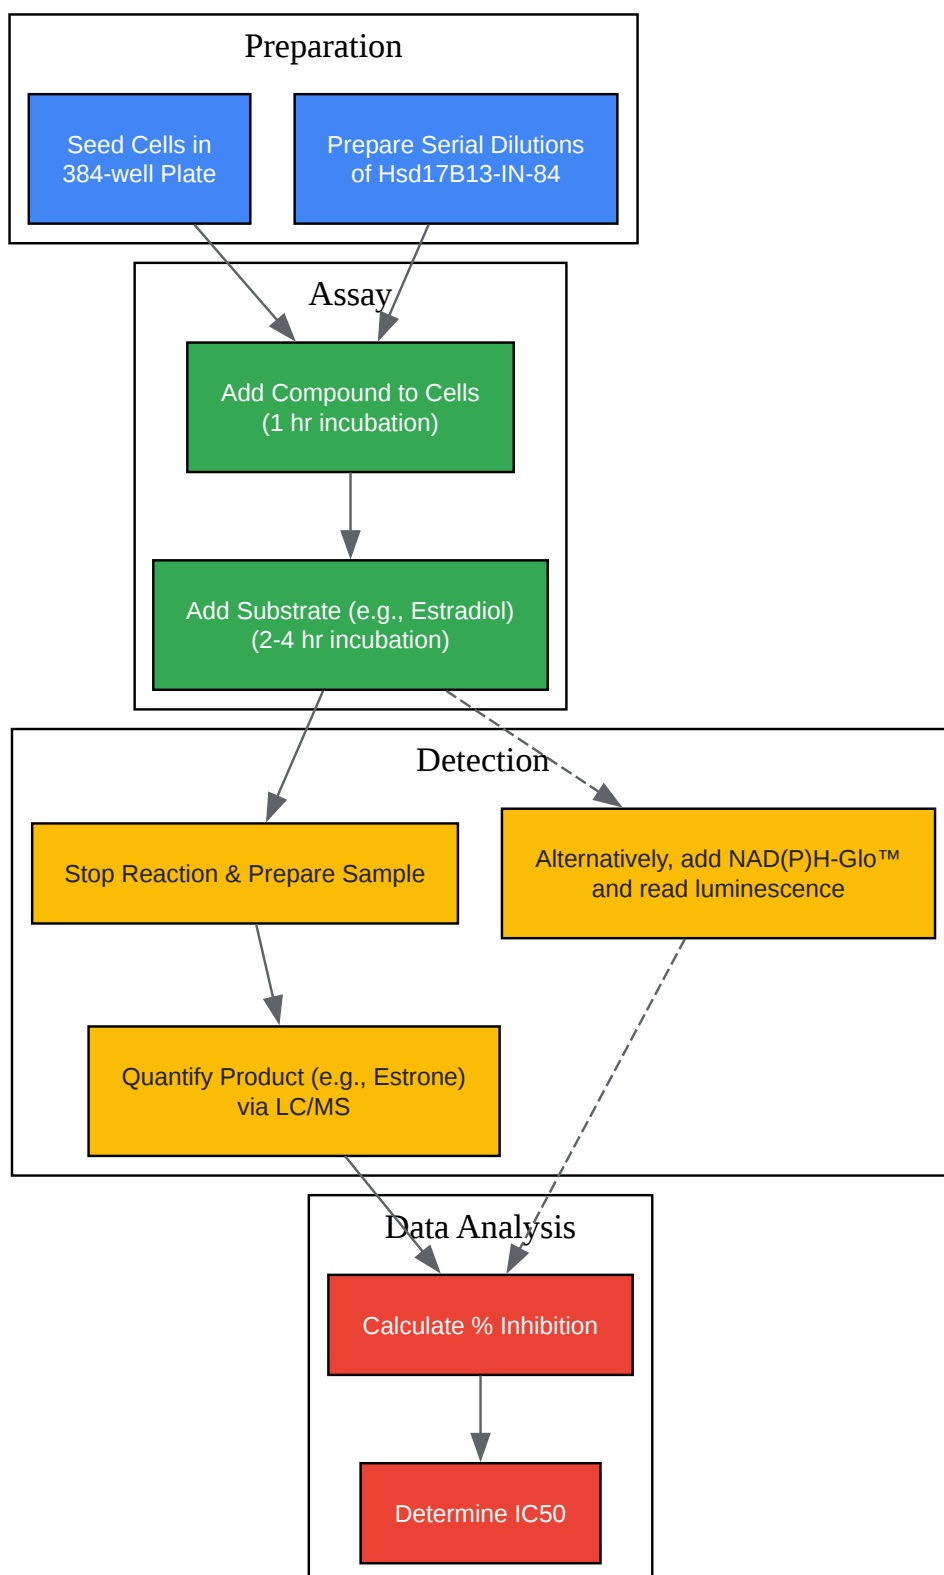 Preparation
Seed Cells in
384-well Plate
Prepare Serial Dilutions
of Hsd17B13-IN-84
Assay
Add Compound to Cells
(1 hr incubation)
Add Substrate (e.g., Estradiol)
(2-4 hr incubation)
Detection
Stop Reaction & Prepare Sample
Alternatively, add NAD(P)H-Glo™
and read luminescence
Quantify Product (e.g., Estrone)
via LC/MS
Data Analysis
Calculate % Inhibition
Determine IC50